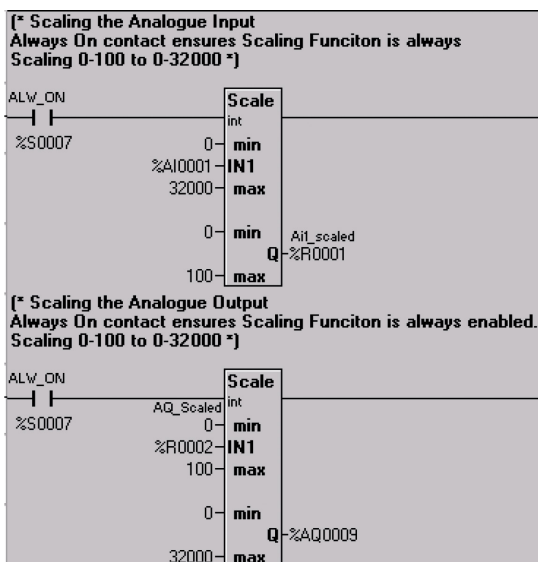 (* Scaling the Analogue Input
Always On contact ensures Scaling Funciton is always
Scaling 0-100 to 0-32000 *)
ALW_ON
Scale
int
%S0007
0
min
%AI0001
IN1
32000
max
0
min
Ai1_scaled
Q
%R0001
100
max
(* Scaling the Analogue Output
Always On contact ensures Scaling Funciton is always enabled.
Scaling 0-100 to 0-32000 *)
ALW_ON
Scale
AQ_Scaled
int
%S0007
0
min
%R0002
IN1
100
max
0
min
Q
%AQ0009
32000
max